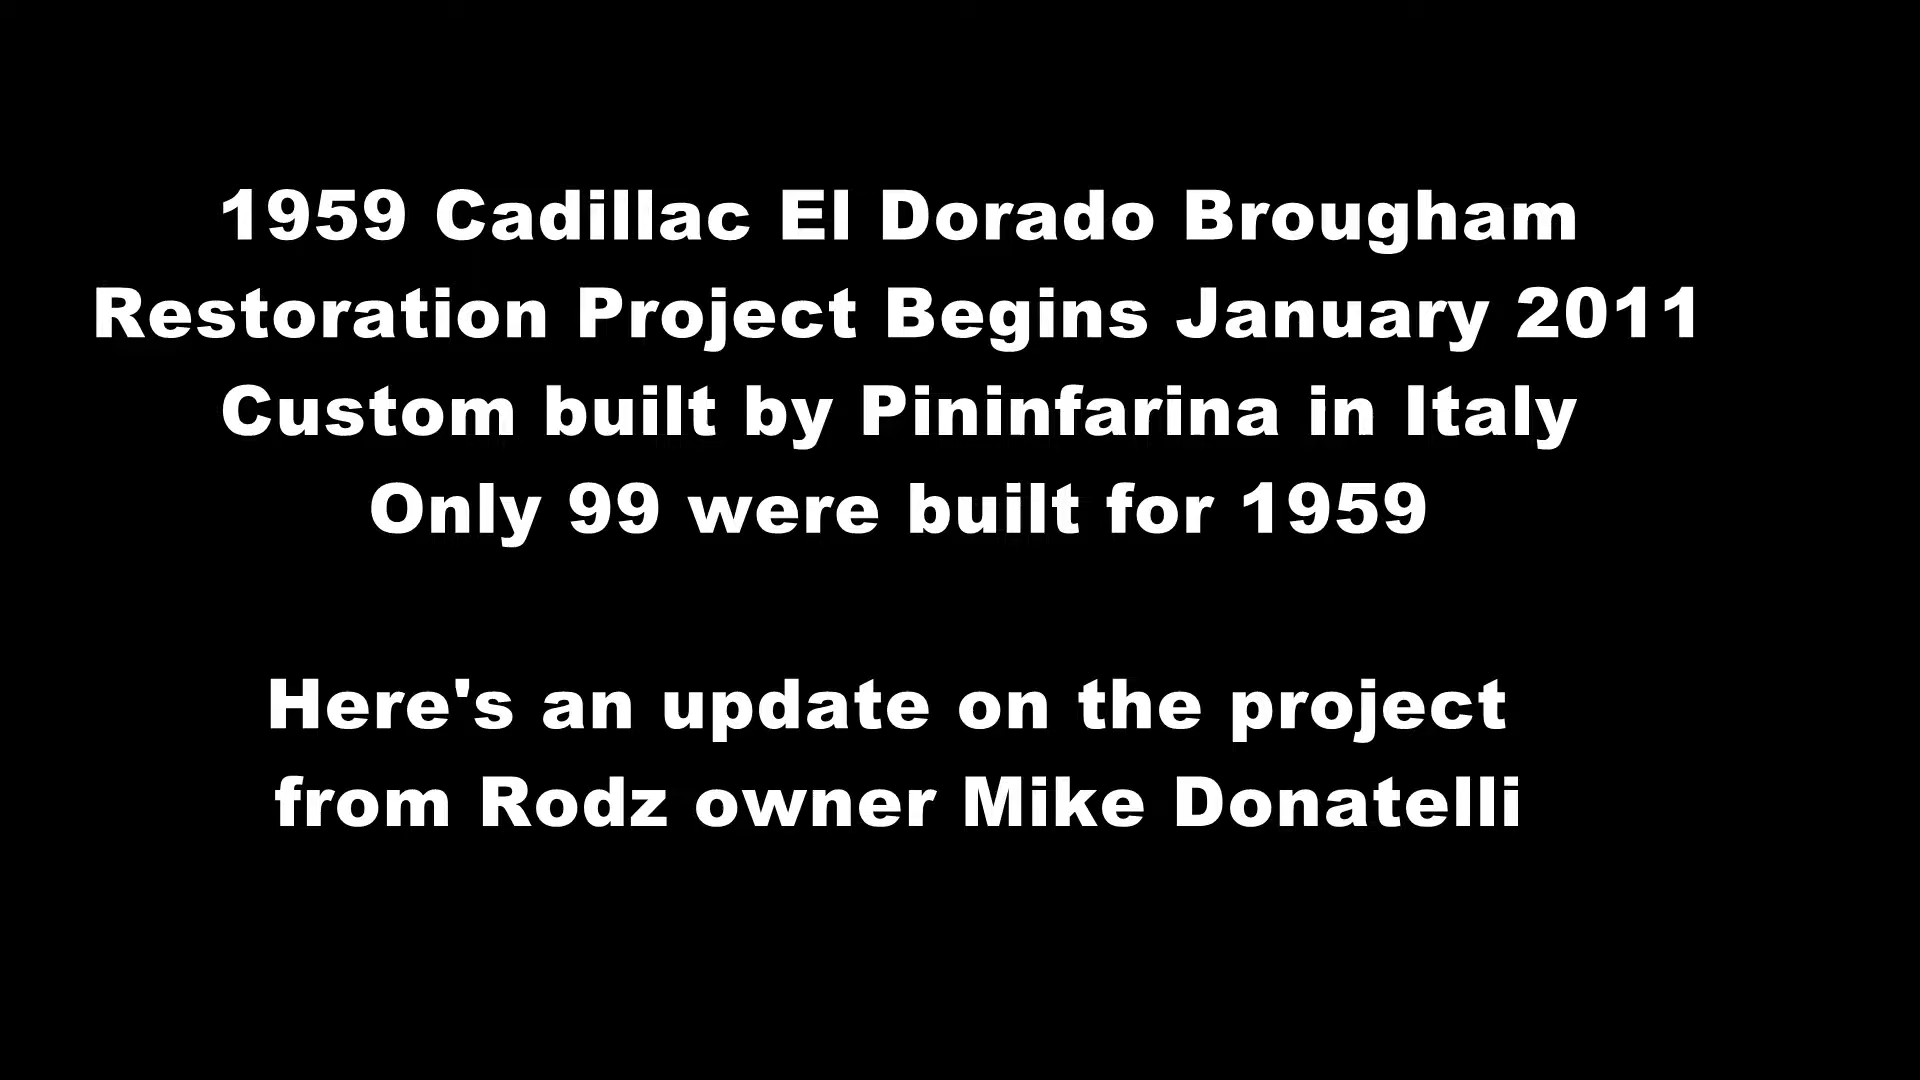 1959 Cadillac El Dorado Brougham
Restoration Project Begins January 2011
Custom built by Pininfarina in Italy
Only 99 were built for 1959
Here's an update on the project
from Rodz owner Mike Donatelli